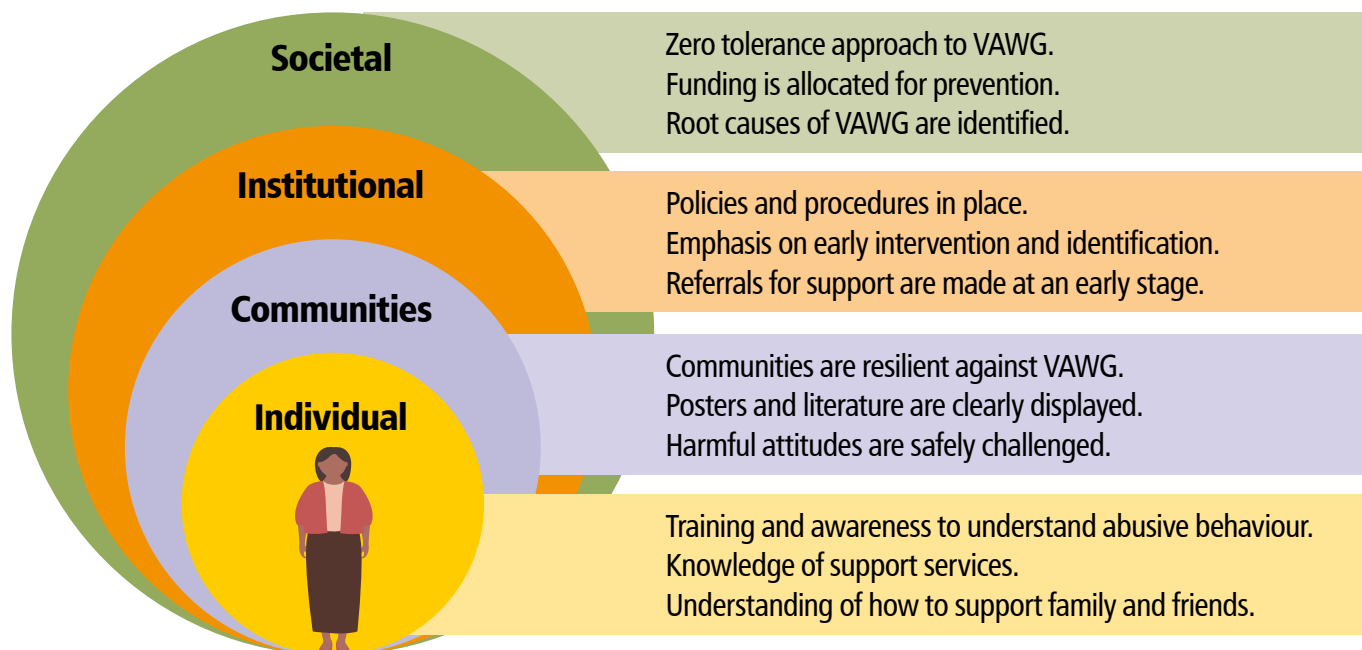 Societal
Zero tolerance approach to VAWG.
Funding is allocated for prevention.
Root causes of VAWG are identified.
Institutional
Policies and procedures in place.
Emphasis on early intervention and identification.
Referrals for support are made at an early stage.
Communities
Communities are resilient against VAWG.
Posters and literature are clearly displayed.
Harmful attitudes are safely challenged.
Individual
Training and awareness to understand abusive behaviour.
Knowledge of support services.
Understanding of how to support family and friends.